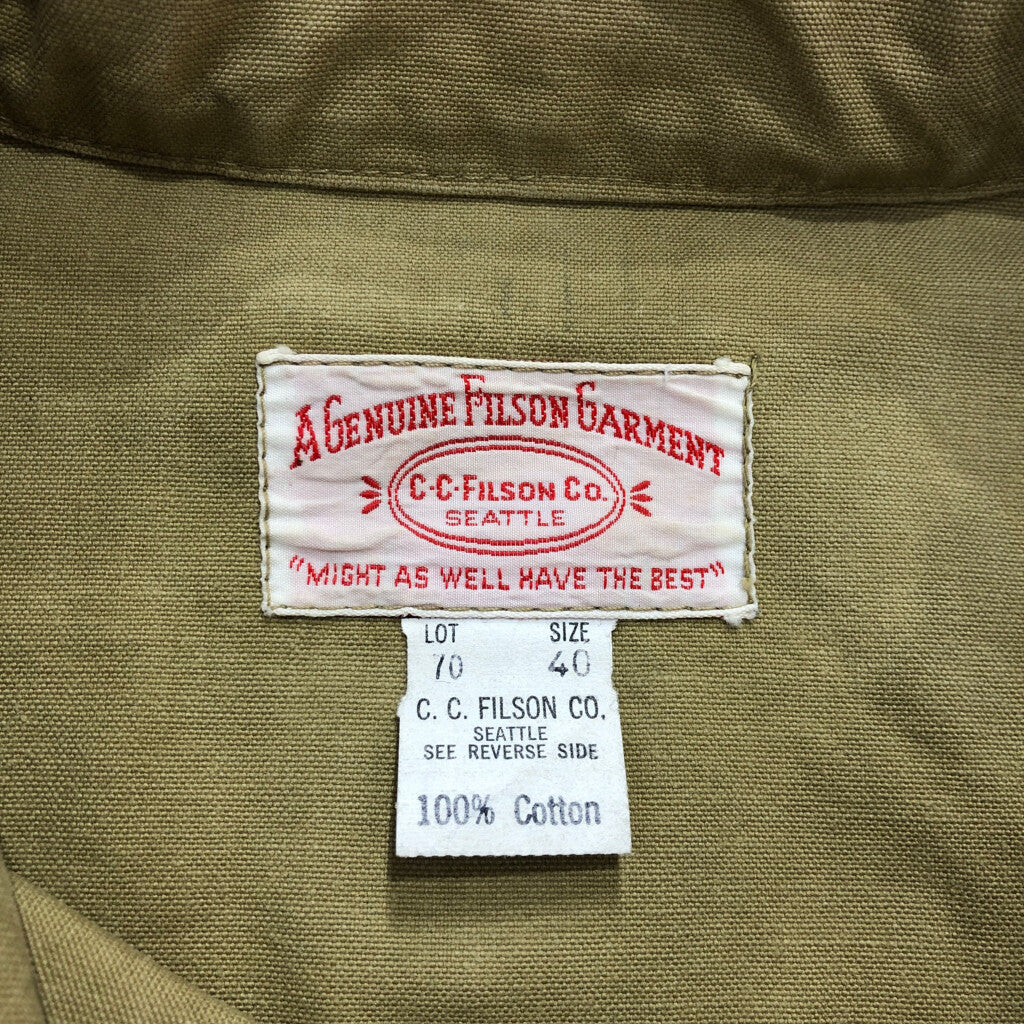 A GENUINE FILSON GARMENT
C·C·FILSON CO.
SEATTLE
"MIGHT AS WELL HAVE THE BEST"
LOT SIZE
70 40
C. C. FILSON CO.
SEATTLE
SEE REVERSE SIDE
100% Cotton